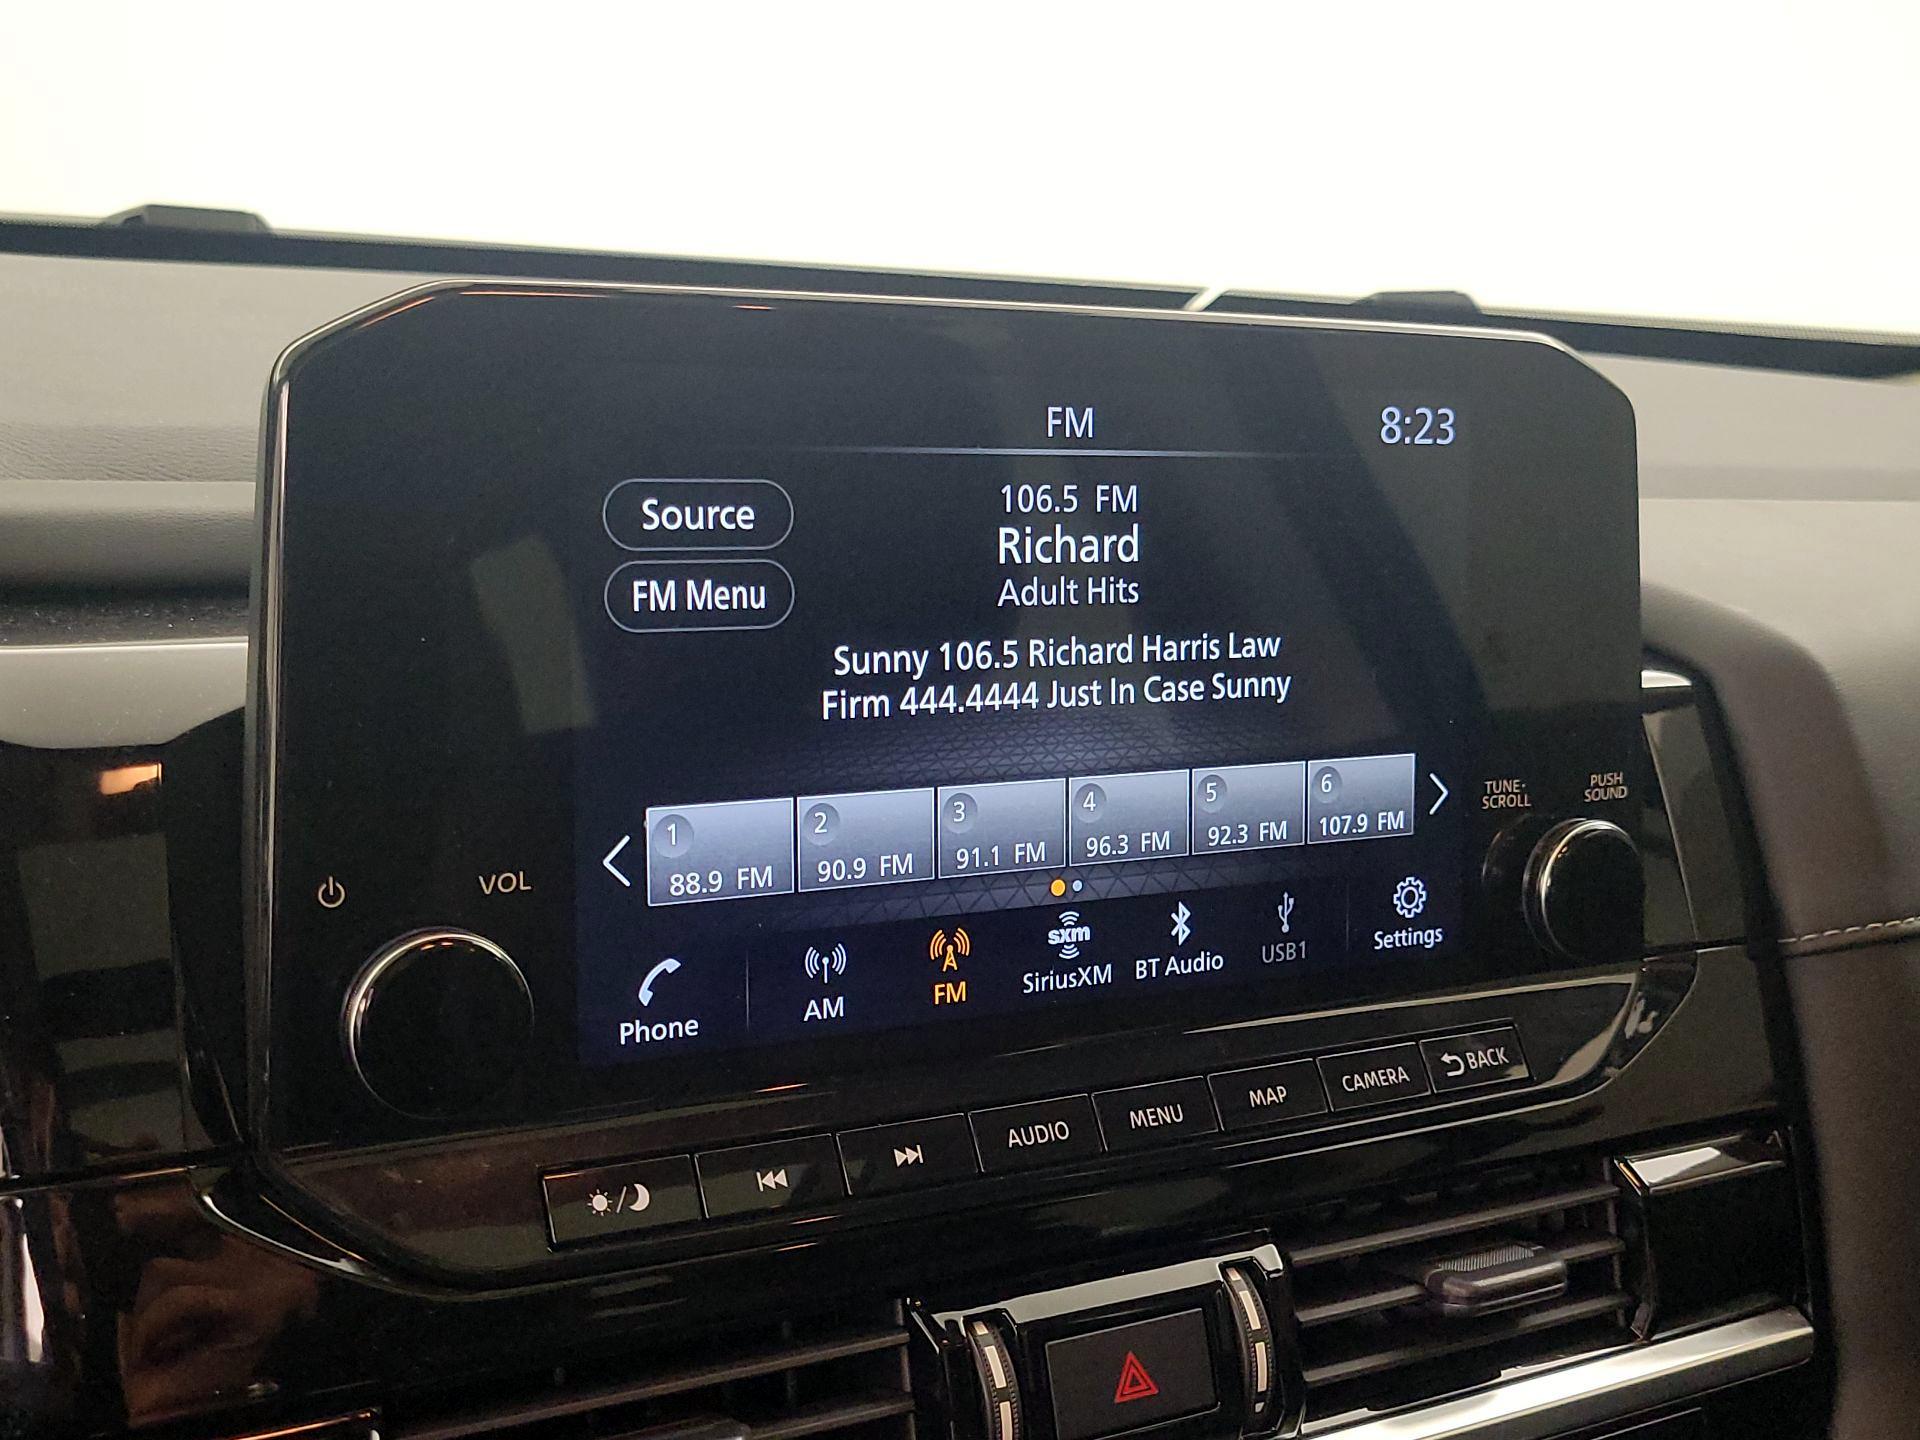 FM
8:23
Source
106.5 FM
Richard
FM Menu
Adult Hits
Sunny 106.5 Richard Harris Law
Firm 444.4444 Just In Case Sunny
1
88.9 FM
2
90.9 FM
3
91.1 FM
4
96.3 FM
5
92.3 FM
6
107.9 FM
TUNE·
SCROLL
PUSH
SOUND
VOL
Phone
AM
FM
sxm
SiriusXM
BT Audio
USB1
Settings
AUDIO
MENU
MAP
CAMERA
BACK